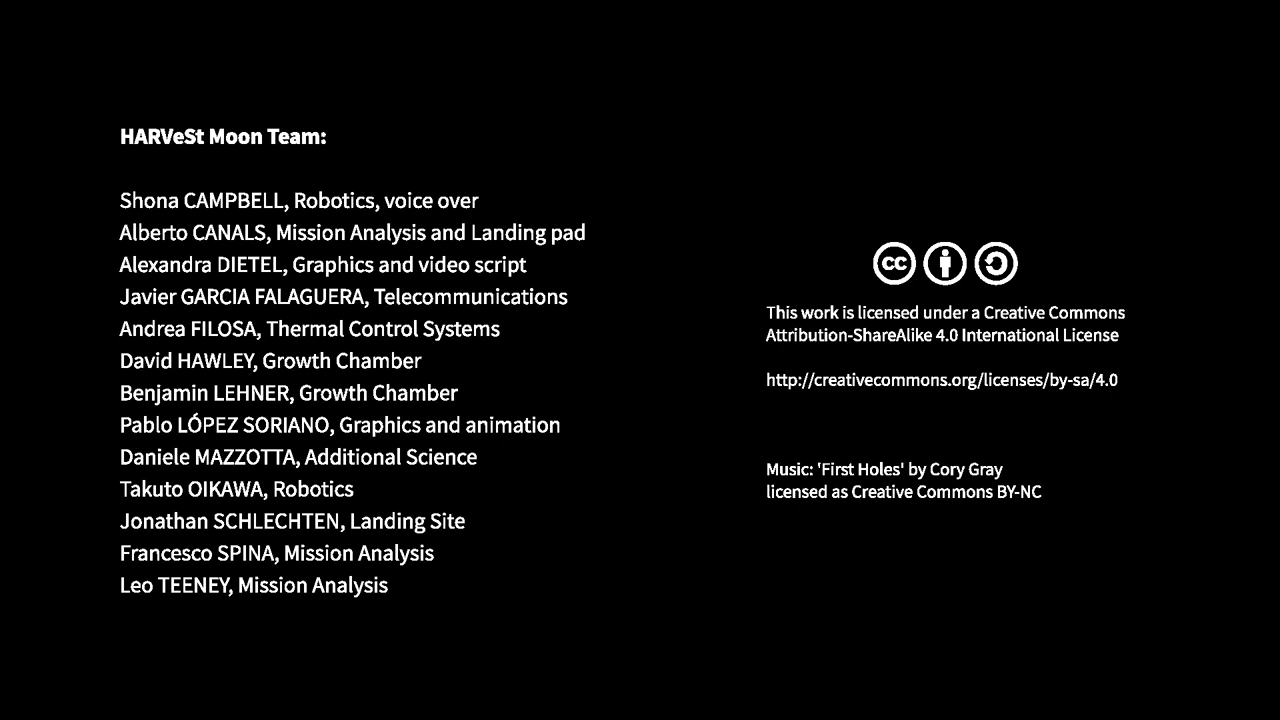 HARVeSt Moon Team:
Shona CAMPBELL, Robotics, voice over
Alberto CANALS, Mission Analysis and Landing pad
Alexandra DIETEL, Graphics and video script
Javier GARCIA FALAGUERA, Telecommunications
Andrea FILOSA, Thermal Control Systems
David HAWLEY, Growth Chamber
Benjamin LEHNER, Growth Chamber
Pablo LÓPEZ SORIANO, Graphics and animation
Daniele MAZZOTTA, Additional Science
Takuto OIKAWA, Robotics
Jonathan SCHLECHTEN, Landing Site
Francesco SPINA, Mission Analysis
Leo TEENEY, Mission Analysis
cc
This work is licensed under a Creative Commons
Attribution-ShareAlike 4.0 International License
http://creativecommons.org/licenses/by-sa/4.0
Music: 'First Holes' by Cory Gray
licensed as Creative Commons BY-NC